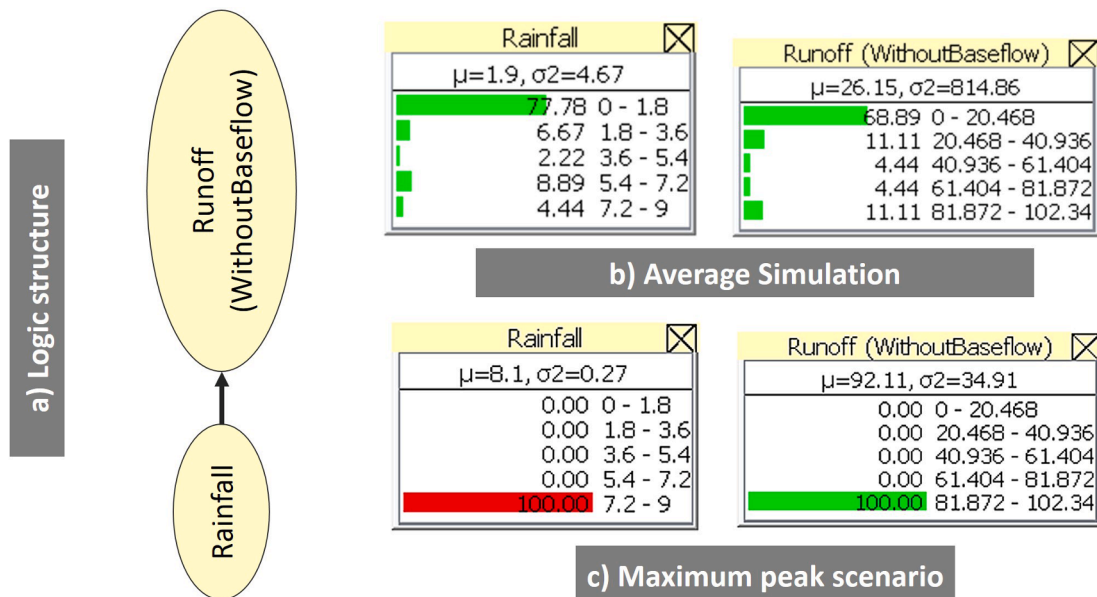 a) Logic structure
Runoff
(WithoutBaseflow)
Rainfall
Rainfall
μ=1.9, σ2=4.67
77.78 0 - 1.8
6.67 1.8 - 3.6
2.22 3.6 - 5.4
8.89 5.4 - 7.2
4.44 7.2 - 9
Runoff (WithoutBaseflow)
μ=26.15, σ2=814.86
68.89 0 - 20.468
11.11 20.468 - 40.936
4.44 40.936 - 61.404
4.44 61.404 - 81.872
11.11 81.872 - 102.34
b) Average Simulation
Rainfall
μ=8.1, σ2=0.27
0.00 0 - 1.8
0.00 1.8 - 3.6
0.00 3.6 - 5.4
0.00 5.4 - 7.2
100.00 7.2 - 9
Runoff (WithoutBaseflow)
μ=92.11, σ2=34.91
0.00 0 - 20.468
0.00 20.468 - 40.936
0.00 40.936 - 61.404
0.00 61.404 - 81.872
100.00 81.872 - 102.34
c) Maximum peak scenario